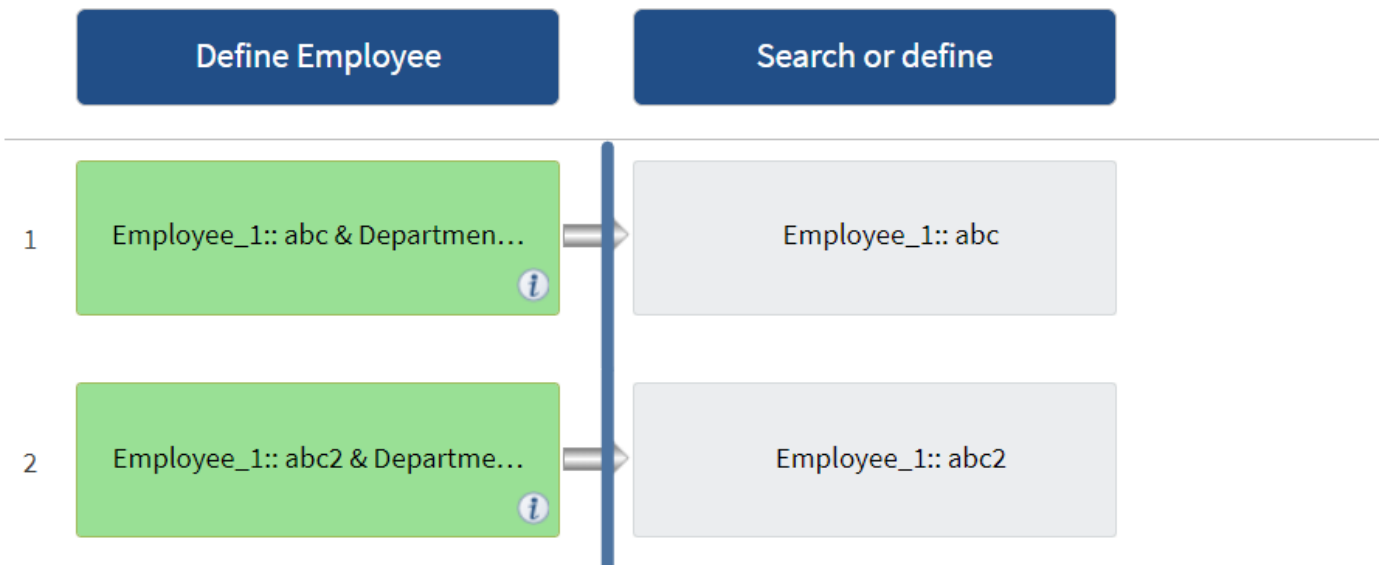 Define Employee
Search or define
1
Employee_1:: abc & Departmen...
i
Employee_1:: abc
2
Employee_1:: abc2 & Departme...
i
Employee_1:: abc2